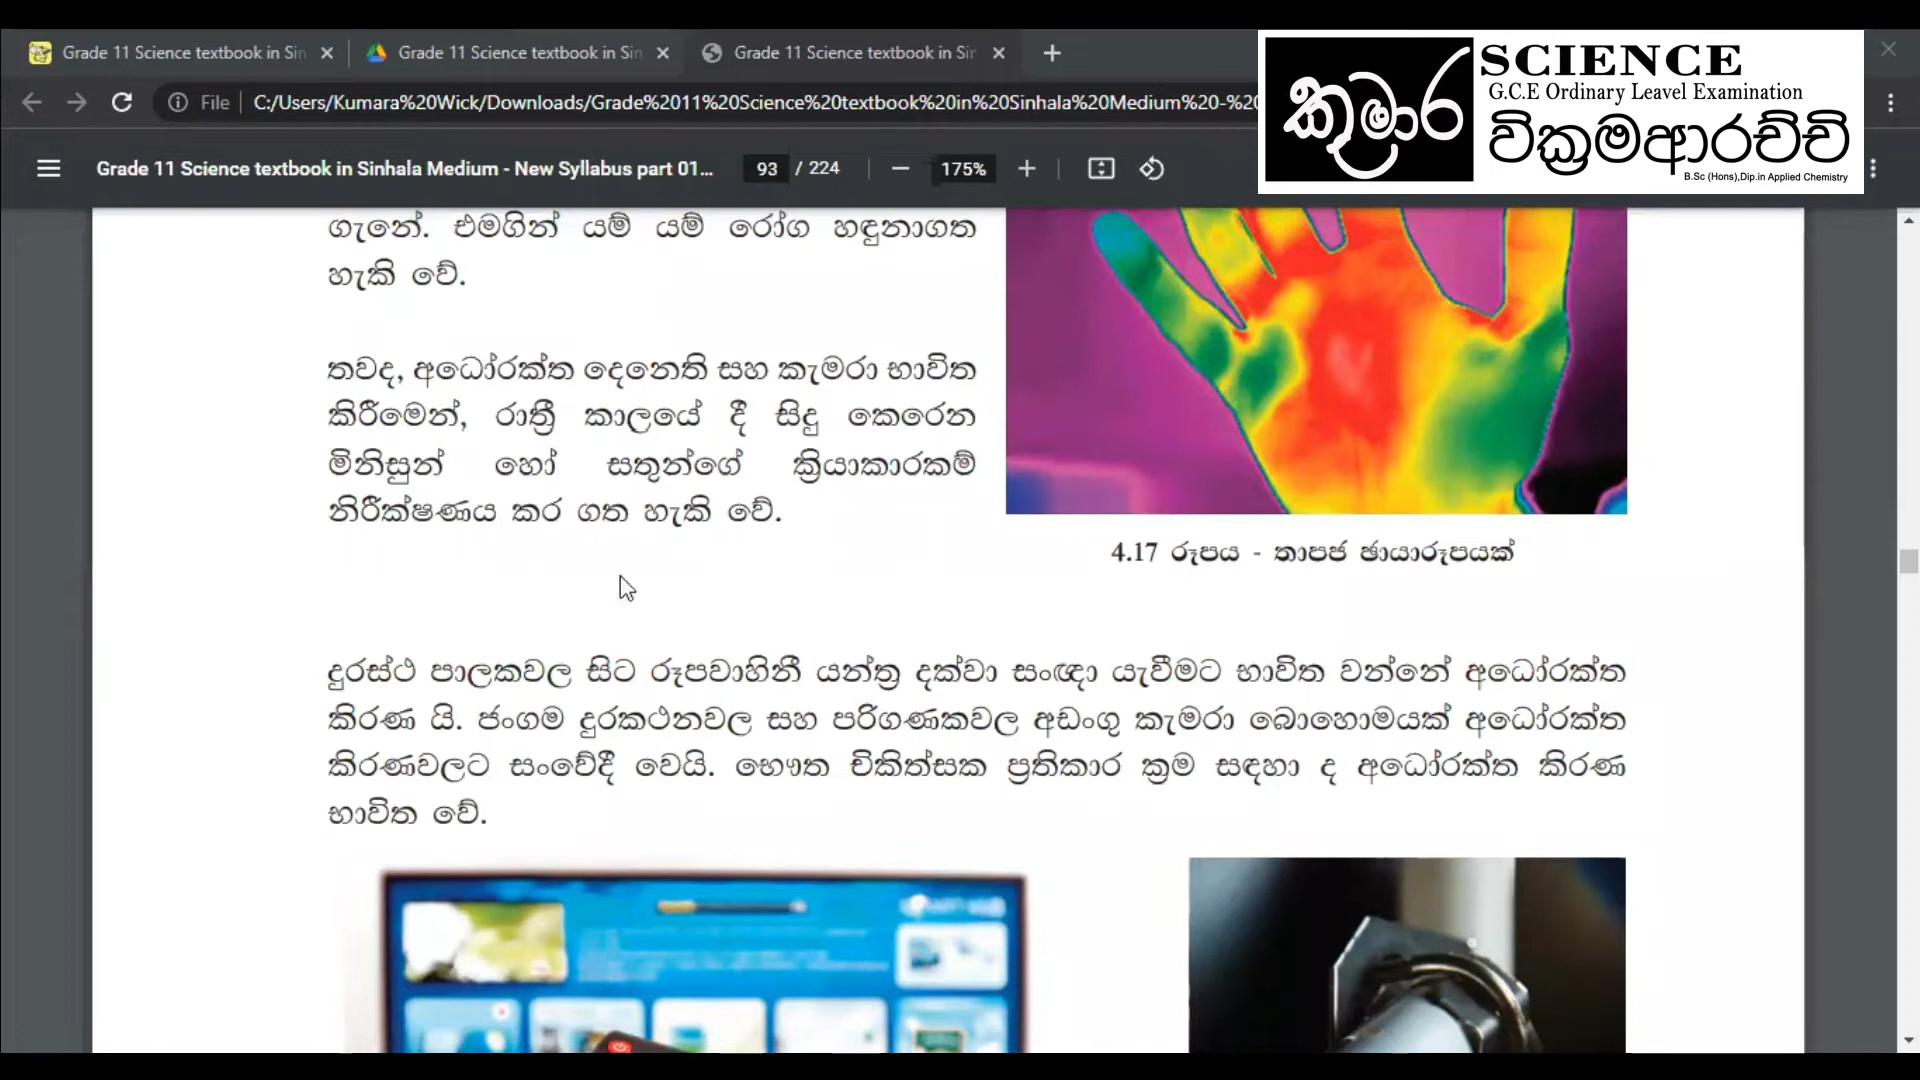 Grade 11 Science textbook in Sin
Grade 11 Science textbook in Sin
Grade 11 Science textbook in Sin
File
C:/Users/Kumara%20Wick/Downloads/Grade%2011%20Science%20textbook%20in%20Sinhala%20Medium%20-%20
කුමාර
SCIENCE
G.C.E Ordinary Leavel Examination
වික්‍රමආරච්චි
B.Sc (Hons),Dip.in Applied Chemistry
Grade 11 Science textbook in Sinhala Medium - New Syllabus part 01...
93 / 224
175%
ගැනේ. එමගින් යම් යම් රෝග හඳුනාගත
හැකි වේ.
තවද, අධෝරක්ත දෙනෙති සහ කැමරා භාවිත
කිරීමෙන්, රාත්‍රී කාලයේ දී සිදු කෙරෙන
මිනිසුන් හෝ සතුන්ගේ ක්‍රියාකාරකම්
නිරීක්ෂණය කර ගත හැකි වේ.
4.17 රූපය - තාපජ ඡායාරූපයක්
දුරස්ථ පාලකවල සිට රූපවාහිනී යන්ත්‍ර දක්වා සංඥා යැවීමට භාවිත වන්නේ අධෝරක්ත
කිරණ යි. ජංගම දුරකථනවල සහ පරිගණකවල අඩංගු කැමරා බොහොමයක් අධෝරක්ත
කිරණවලට සංවේදී වෙයි. භෞත චිකිත්සක ප්‍රතිකාර ක්‍රම සඳහා ද අධෝරක්ත කිරණ
භාවිත වේ.